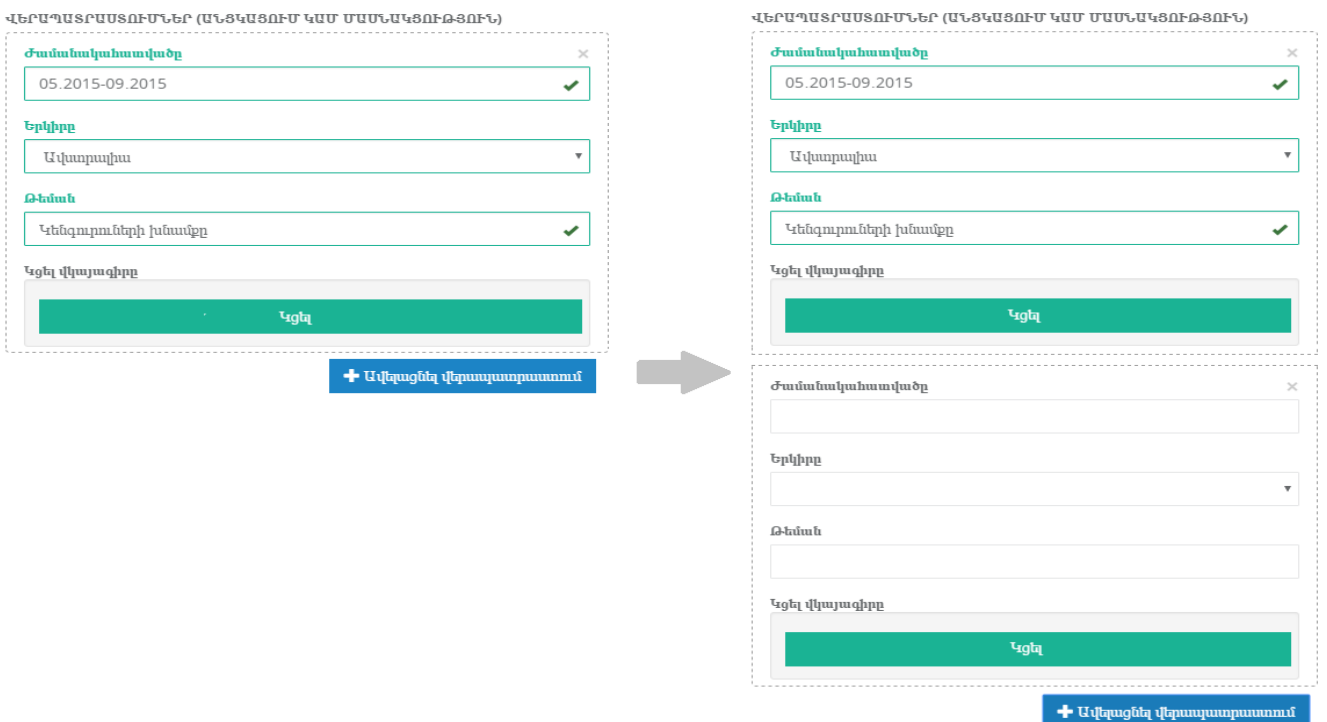 ՎԵՐԱՊԱՏՐԱՍՏՈՒՄՆԵՐ (ԱՆՑԿԱՑՈՒՄ ԿԱՄ ՄԱՍՆԱԿՑՈՒԹՅՈՒՆ)
Ժամանակահատվածը
05.2015-09.2015
Երկիրը
Ավստրալիա
Թեման
Կենգուրուների խնամքը
Կցել վկայագիրը
Կցել
Ավելացնել վերապատրաստում
ՎԵՐԱՊԱՏՐԱՍՏՈՒՄՆԵՐ (ԱՆՑԿԱՑՈՒՄ ԿԱՄ ՄԱՍՆԱԿՑՈՒԹՅՈՒՆ)
Ժամանակահատվածը
05.2015-09.2015
Երկիրը
Ավստրալիա
Թեման
Կենգուրուների խնամքը
Կցել վկայագիրը
Կցել
Ժամանակահատվածը
Երկիրը
Թեման
Կցել վկայագիրը
Կցել
Ավելացնել վերապատրաստում